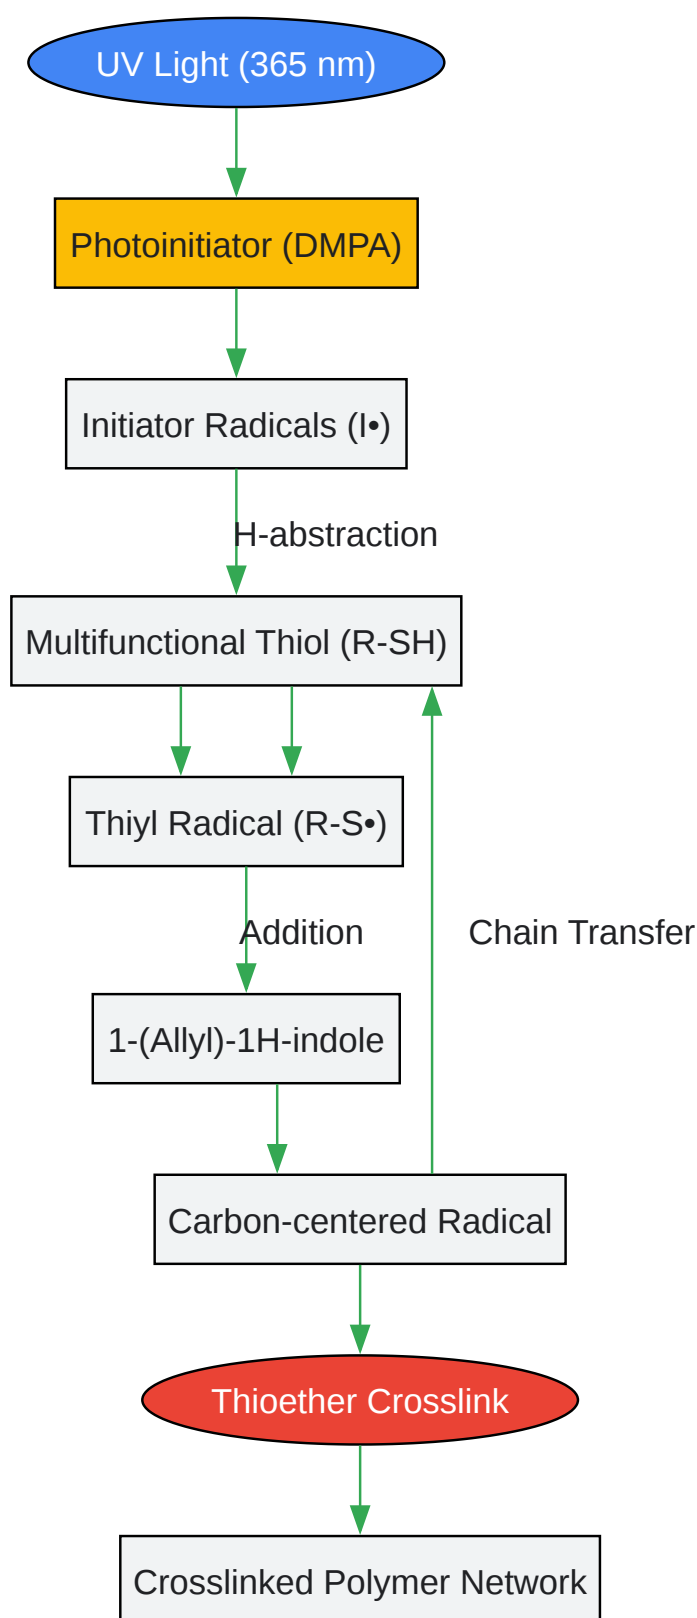 UV Light (365 nm)
Photoinitiator (DMPA)
Initiator Radicals (I•)
H-abstraction
Multifunctional Thiol (R-SH)
Thiyl Radical (R-S•)
Addition
Chain Transfer
1-(Allyl)-1H-indole
Carbon-centered Radical
Thioether Crosslink
Crosslinked Polymer Network